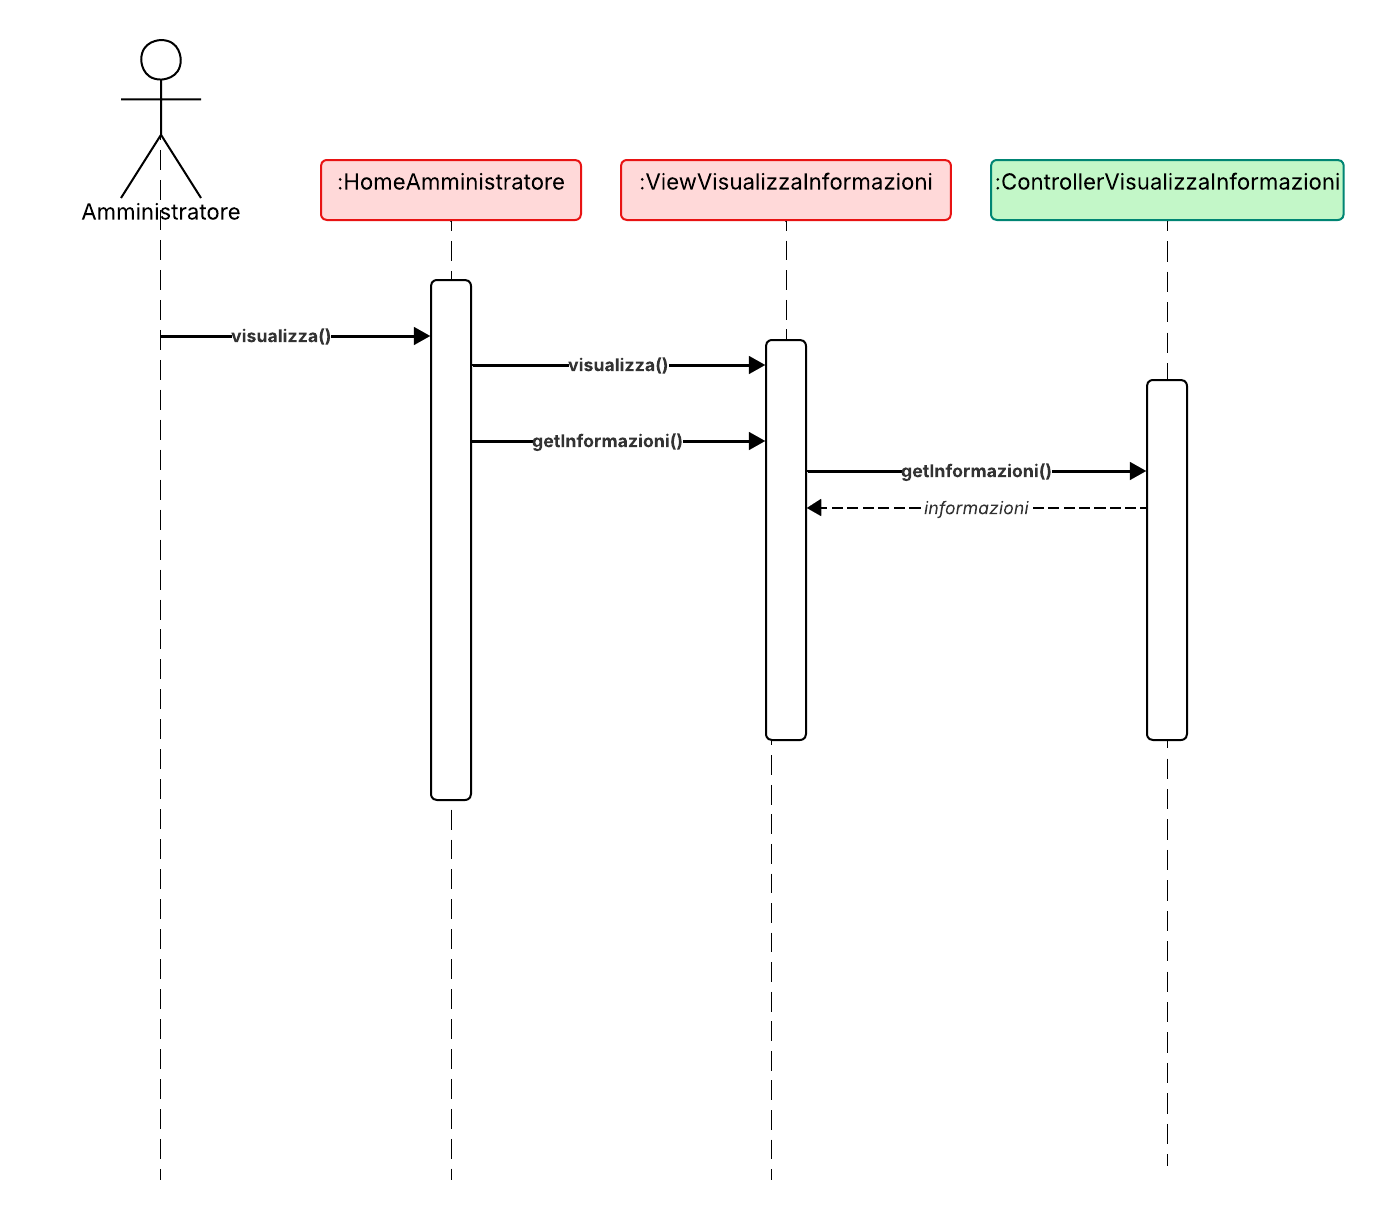 Amministratore
:HomeAmministratore
:ViewVisualizzaInformazioni
:ControllerVisualizzaInformazioni
visualizza()
visualizza()
getInformazioni()
getInformazioni()
informazioni